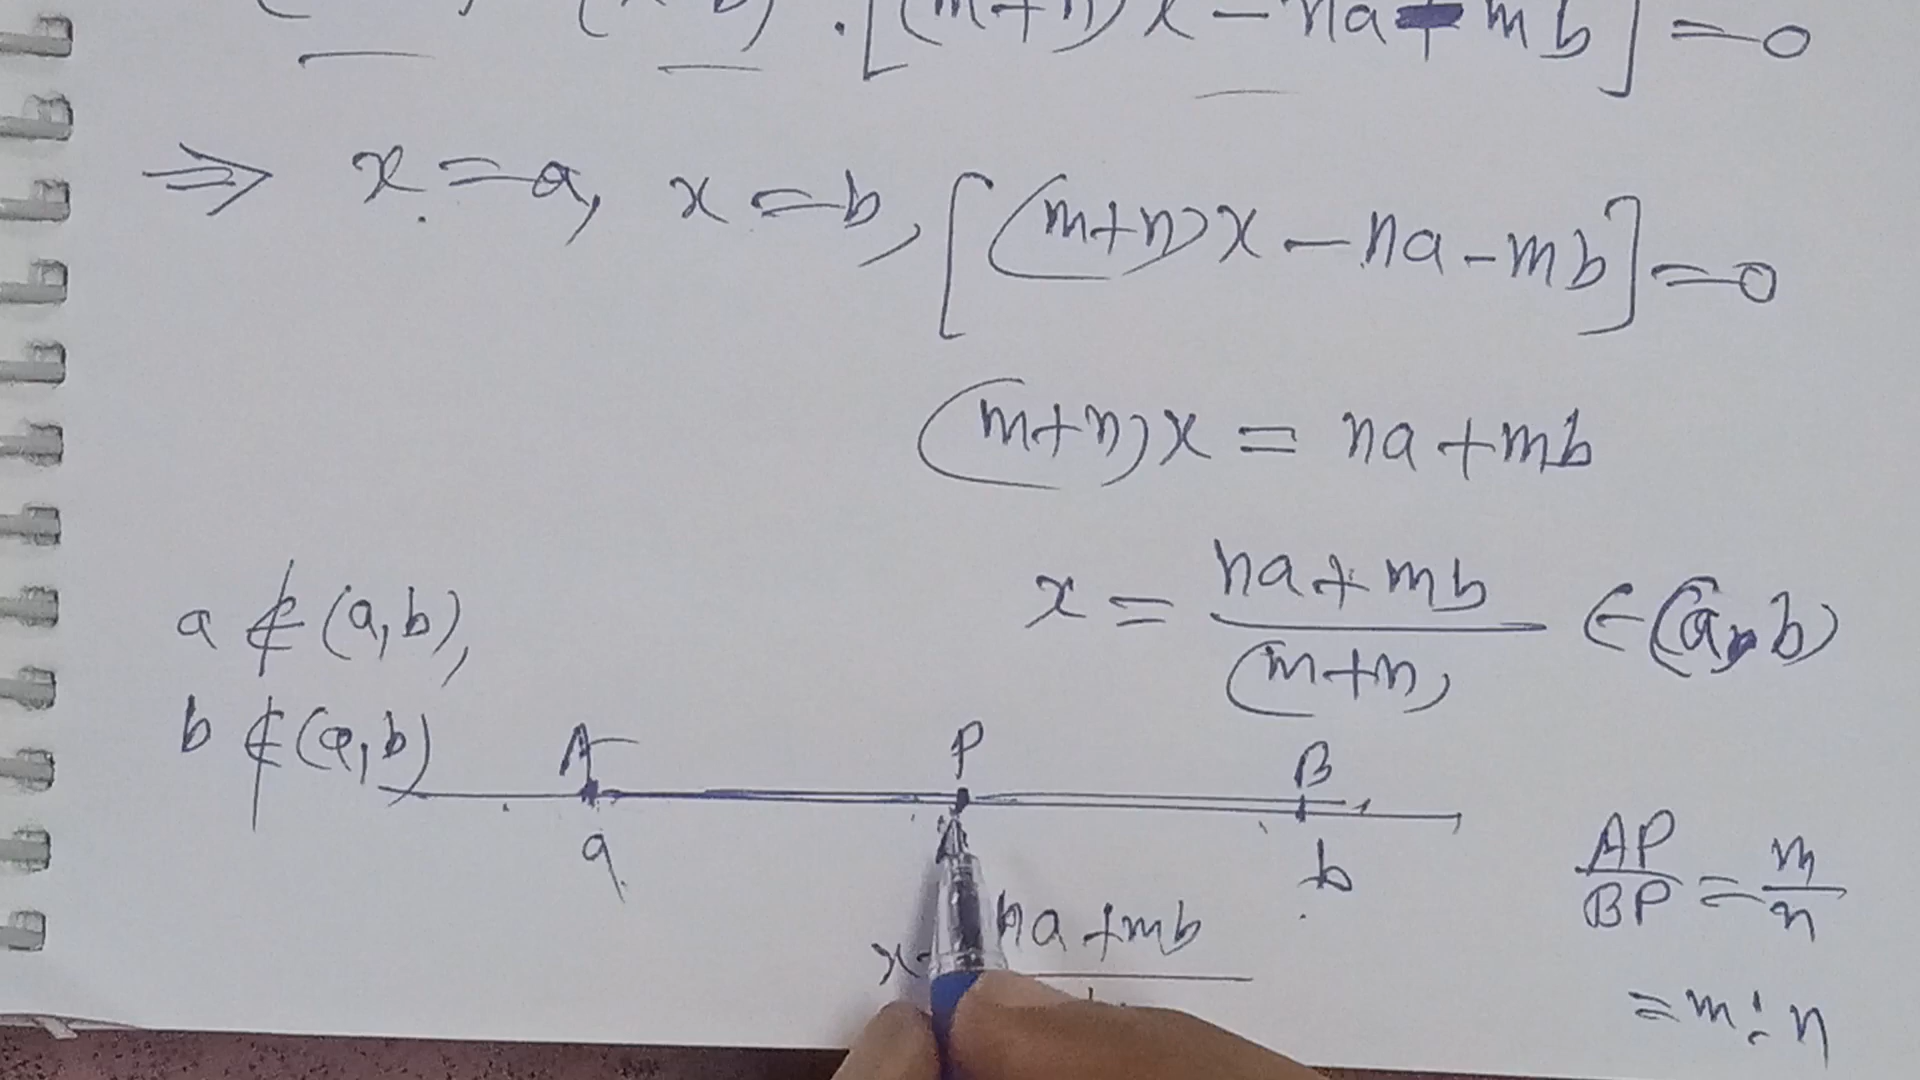 [(m+n)x - na + mb] = 0
⇒ x = a, x = b, [(m+n)x - na - mb] = 0
(m+n)x = na + mb
x = na + mb / (m+n) ∈ (a, b)
a ∉ (a, b),
b ∉ (a, b)
A P B
a b
x na + mb
AP/BP = m/n
= m : n